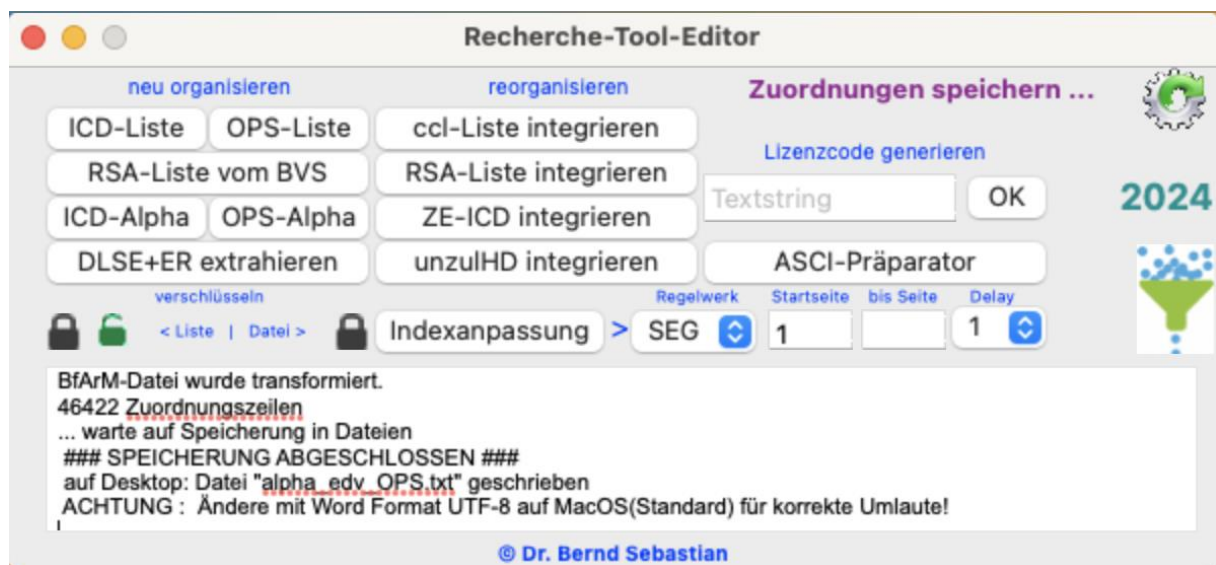 Recherche-Tool-Editor
neu organisieren
reorganisieren
Zuordnungen speichern ...
ICD-Liste
OPS-Liste
ccl-Liste integrieren
Lizenzcode generieren
RSA-Liste vom BVS
RSA-Liste integrieren
Textstring
OK
2024
ICD-Alpha
OPS-Alpha
ZE-ICD integrieren
DLSE+ER extrahieren
unzulHD integrieren
ASCI-Präparator
verschlüsseln
Regelwerk
Startseite
bis Seite
Delay
< Liste | Datei >
Indexanpassung
>
SEG
1
1
BfArM-Datei wurde transformiert.
46422 Zuordnungszeilen
... warte auf Speicherung in Dateien
### SPEICHERUNG ABGESCHLOSSEN ###
auf Desktop: Datei "alpha_edv_OPS.txt" geschrieben
ACHTUNG : Ändere mit Word Format UTF-8 auf MacOS(Standard) für korrekte Umlaute!
© Dr. Bernd Sebastian